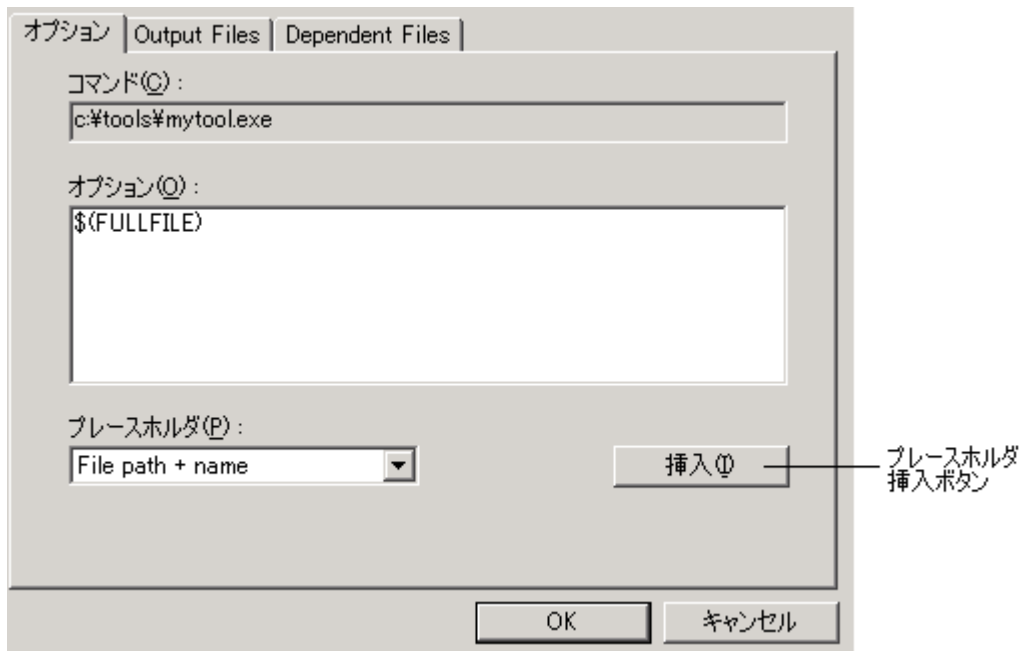 オプション Output Files Dependent Files
コマンド(C):
c:¥tools¥mytool.exe
オプション(O):
$(FULLFILE)
プレースホルダ(P):
File path + name
挿入(I)
プレースホルダ
挿入ボタン
OK キャンセル